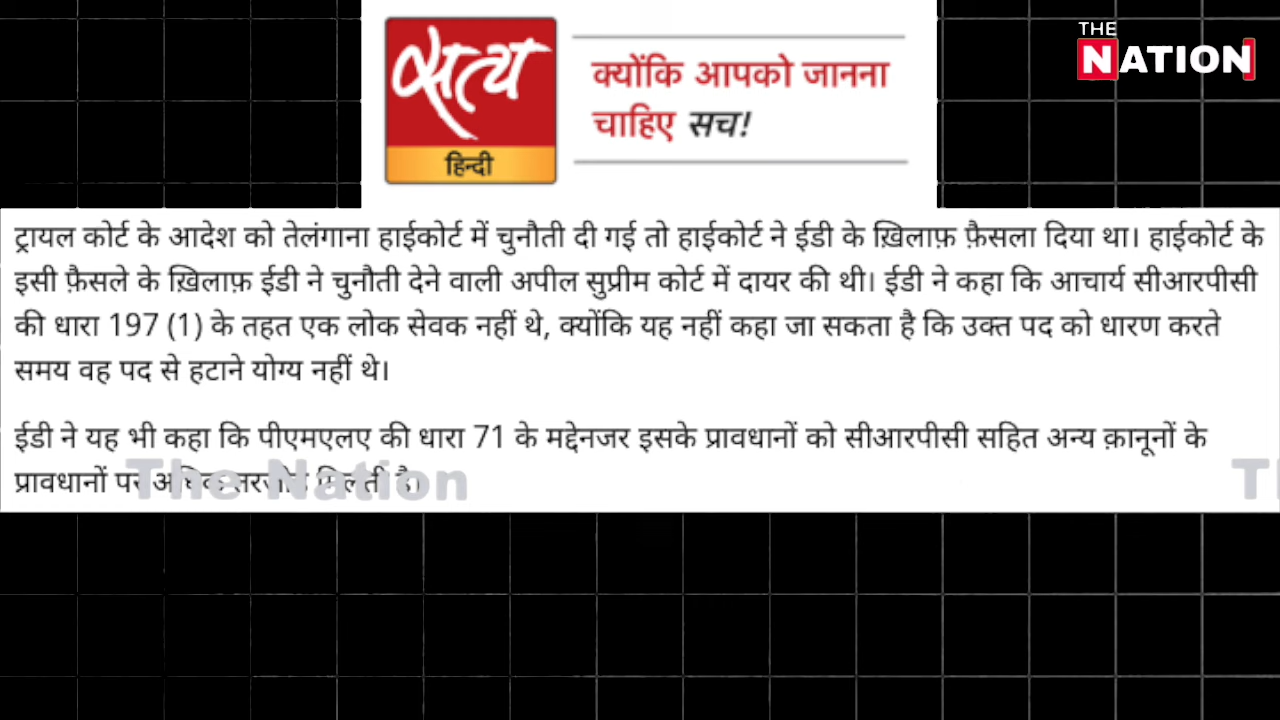 सत्य
हिन्दी
क्योंकि आपको जानना
चाहिए सच!
THE
NATION
ट्रायल कोर्ट के आदेश को तेलंगाना हाईकोर्ट में चुनौती दी गई तो हाईकोर्ट ने ईडी के ख़िलाफ़ फ़ैसला दिया था। हाईकोर्ट के
इसी फ़ैसले के ख़िलाफ़ ईडी ने चुनौती देने वाली अपील सुप्रीम कोर्ट में दायर की थी। ईडी ने कहा कि आचार्य सीआरपीसी
की धारा 197 (1) के तहत एक लोक सेवक नहीं थे, क्योंकि यह नहीं कहा जा सकता है कि उक्त पद को धारण करते
समय वह पद से हटाने योग्य नहीं थे।
ईडी ने यह भी कहा कि पीएमएलए की धारा 71 के मद्देनजर इसके प्रावधानों को सीआरपीसी सहित अन्य क़ानूनों के
प्रावधानों पर अधिक मिलती है।
The Nation